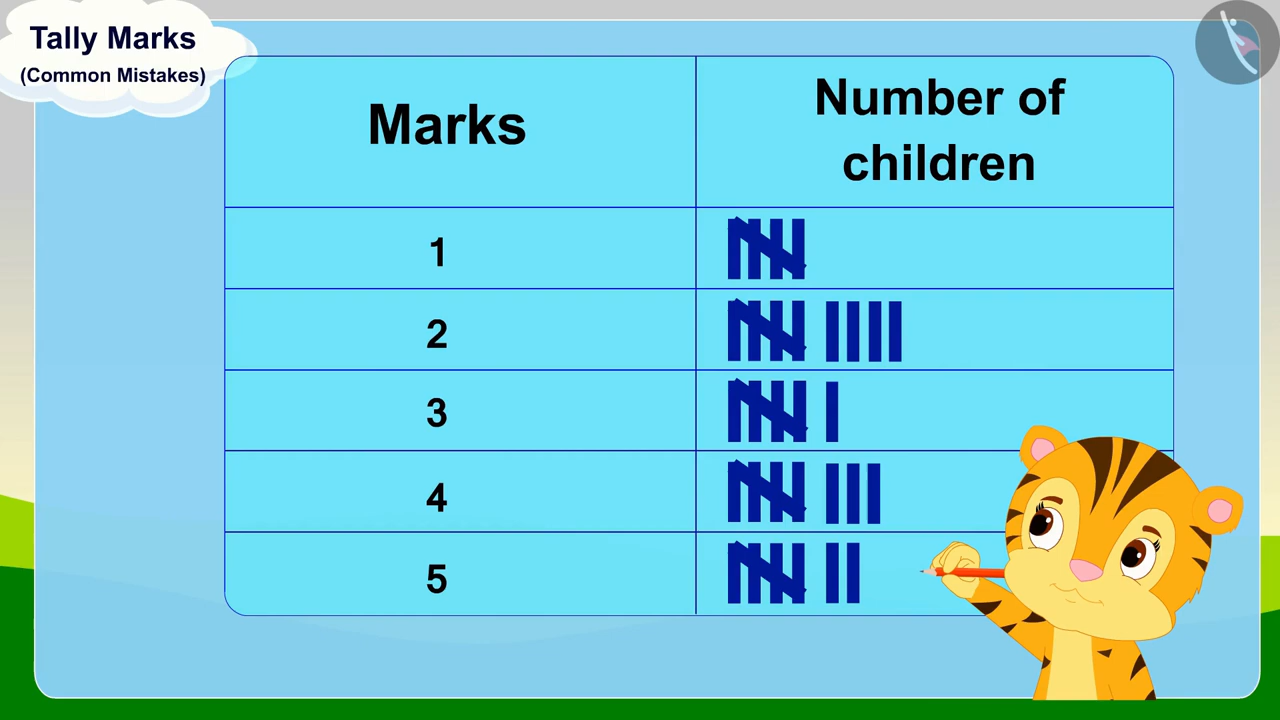 Tally Marks
(Common Mistakes)
Marks
Number of
children
1
2
3
4
5